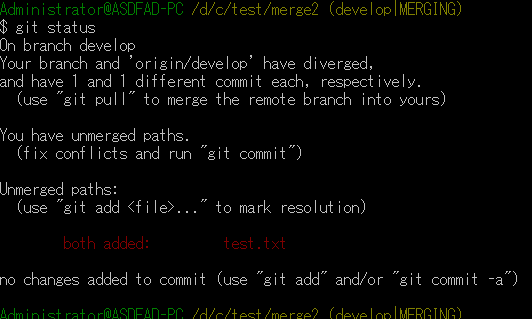 Administrator@ASDFAD-PC /d/c/test/merge2 (develop|MERGING)
$ git status
On branch develop
Your branch and 'origin/develop' have diverged,
and have 1 and 1 different commit each, respectively.
  (use "git pull" to merge the remote branch into yours)
You have unmerged paths.
  (fix conflicts and run "git commit")
Unmerged paths:
  (use "git add <file>..." to mark resolution)
        both added:         test.txt
no changes added to commit (use "git add" and/or "git commit -a")
Administrator@ASDFAD-PC /d/c/test/merge2 (develop|MERGING)